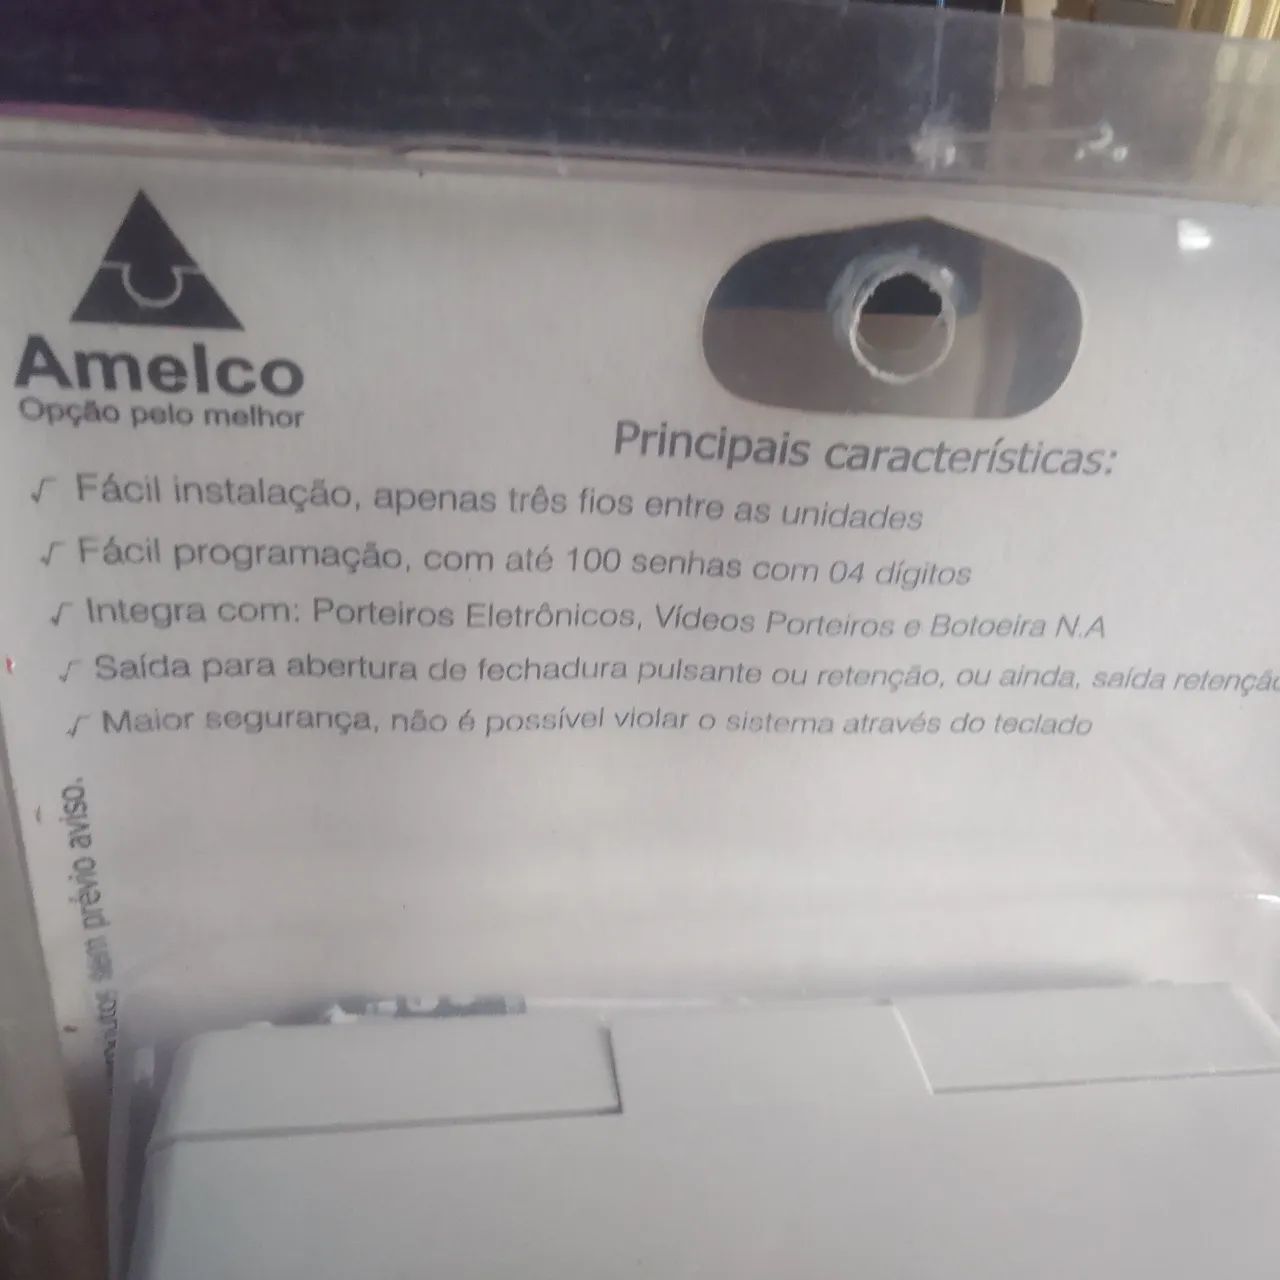 Amelco
Opção pelo melhor
Principais características:
√ Fácil instalação, apenas três fios entre as unidades
√ Fácil programação, com até 100 senhas com 04 dígitos
√ Integra com: Porteiros Eletrônicos, Vídeos Porteiros e Botoeira N.A
√ Saída para abertura de fechadura pulsante ou retenção, ou ainda, saída retenção
√ Maior segurança, não é possível violar o sistema através do teclado
sem prévio aviso.